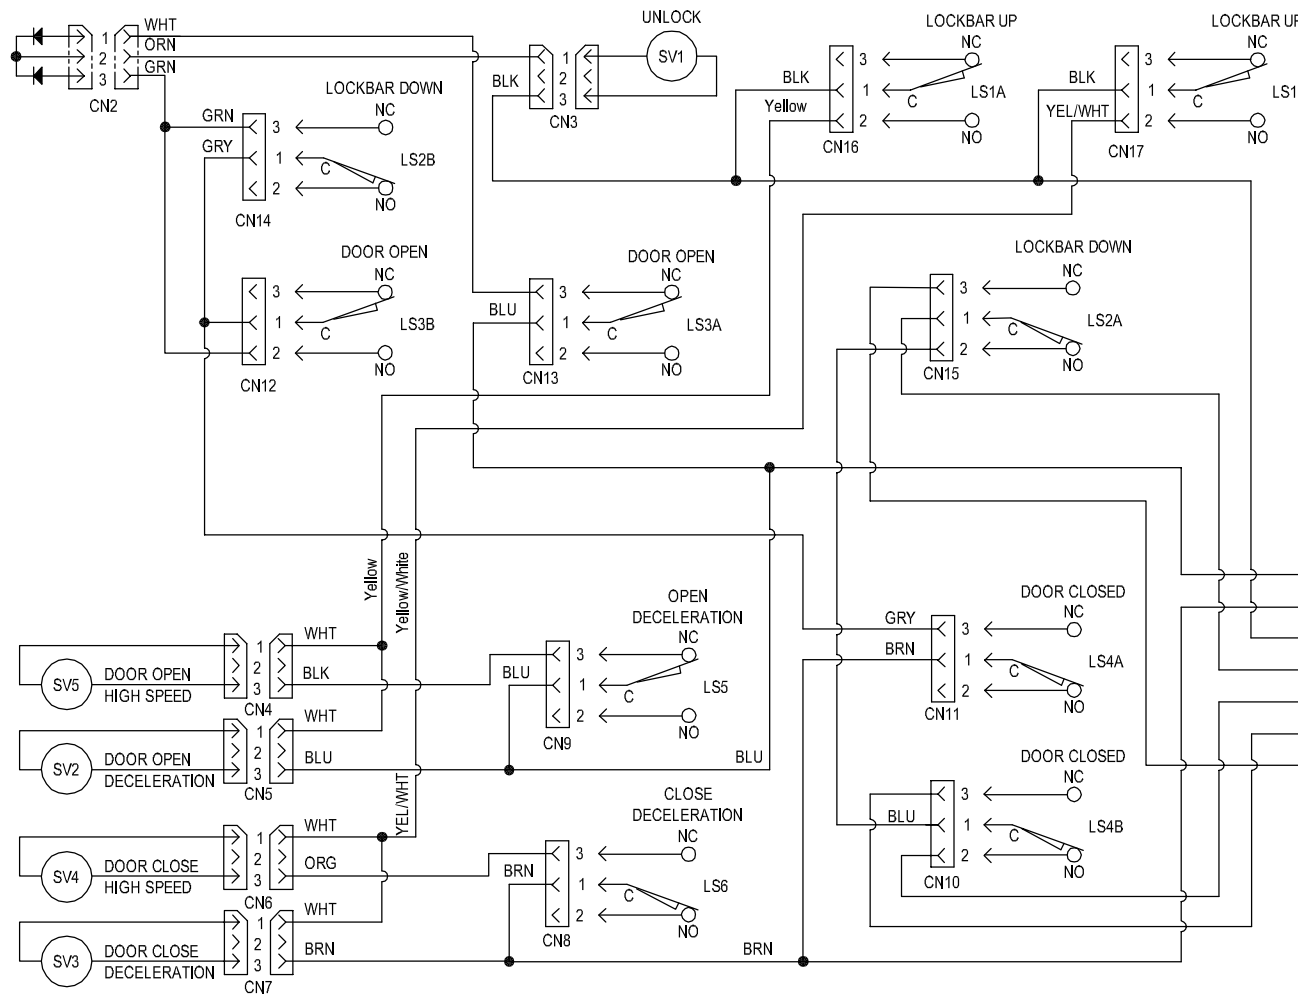 WHT
ORN
GRN
1
2
3
CN2
UNLOCK
SV1
BLK
1
2
3
CN3
LOCKBAR UP
NC
BLK
Yellow
3
1
2
C
LS1A
NO
CN16
LOCKBAR UP
NC
BLK
YEL/WHT
3
1
2
C
LS1
NO
CN17
LOCKBAR DOWN
NC
GRN
GRY
3
1
2
C
LS2B
NO
CN14
DOOR OPEN
NC
3
1
2
C
LS3B
NO
CN12
DOOR OPEN
NC
BLU
3
1
2
C
LS3A
NO
CN13
LOCKBAR DOWN
NC
3
1
2
C
LS2A
NO
CN15
Yellow
Yellow/White
SV5
DOOR OPEN
HIGH SPEED
1
2
3
WHT
BLK
CN4
OPEN
DECELERATION
NC
BLU
3
1
2
C
LS5
NO
CN9
DOOR CLOSED
NC
GRY
BRN
3
1
2
C
LS4A
NO
CN11
SV2
DOOR OPEN
DECELERATION
1
2
3
WHT
BLU
CN5
BLU
YEL/WHT
SV4
DOOR CLOSE
HIGH SPEED
1
2
3
WHT
ORG
CN6
CLOSE
DECELERATION
NC
BRN
3
1
2
C
LS6
NO
CN8
DOOR CLOSED
NC
BLU
3
1
2
C
LS4B
NO
CN10
SV3
DOOR CLOSE
DECELERATION
1
2
3
WHT
BRN
CN7
BRN